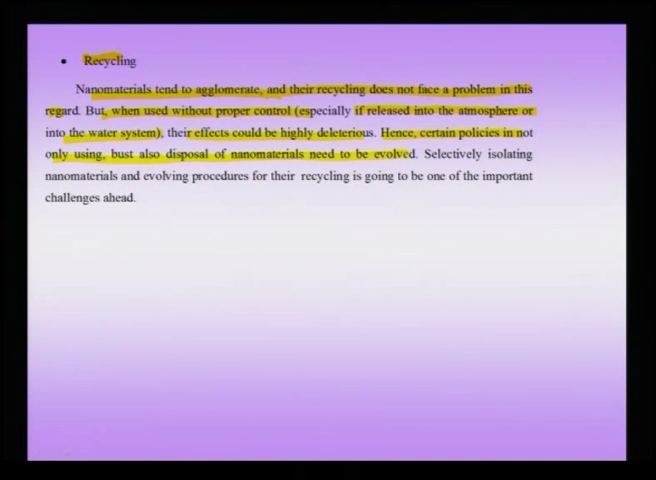 • Recycling
Nanomaterials tend to agglomerate, and their recycling does not face a problem in this
regard. But, when used without proper control (especially if released into the atmosphere or
into the water system), their effects could be highly deleterious. Hence, certain policies in not
only using, bust also disposal of nanomaterials need to be evolved. Selectively isolating
nanomaterials and evolving procedures for their recycling is going to be one of the important
challenges ahead.